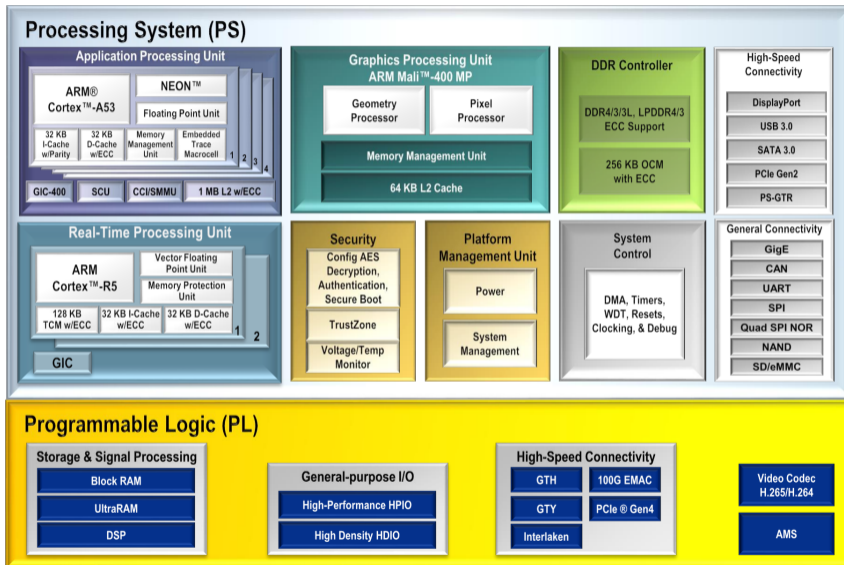 Processing System (PS)
Application Processing Unit
ARM®
Cortex™-A53
NEON™
Floating Point Unit
32 KB
I-Cache
w/Parity
32 KB
D-Cache
w/ECC
Memory
Management
Unit
Embedded
Trace
Macrocell
1
2
3
4
GIC-400
SCU
CCI/SMMU
1 MB L2 w/ECC
Graphics Processing Unit
ARM Mali™-400 MP
Geometry
Processor
Pixel
Processor
Memory Management Unit
64 KB L2 Cache
DDR Controller
DDR4/3/3L, LPDDR4/3
ECC Support
256 KB OCM
with ECC
High-Speed
Connectivity
DisplayPort
USB 3.0
SATA 3.0
PCIe Gen2
PS-GTR
Real-Time Processing Unit
ARM
Cortex™-R5
Vector Floating
Point Unit
Memory Protection
Unit
128 KB
TCM w/ECC
32 KB I-Cache
w/ECC
32 KB D-Cache
w/ECC
1
2
GIC
Security
Config AES
Decryption,
Authentication,
Secure Boot
TrustZone
Voltage/Temp
Monitor
Platform
Management Unit
Power
System
Management
System
Control
DMA, Timers,
WDT, Resets,
Clocking, & Debug
General Connectivity
GigE
CAN
UART
SPI
Quad SPI NOR
NAND
SD/eMMC
Programmable Logic (PL)
Storage & Signal Processing
Block RAM
UltraRAM
DSP
General-purpose I/O
High-Performance HPIO
High Density HDIO
High-Speed Connectivity
GTH
100G EMAC
GTY
PCIe ® Gen4
Interlaken
Video Codec
H.265/H.264
AMS